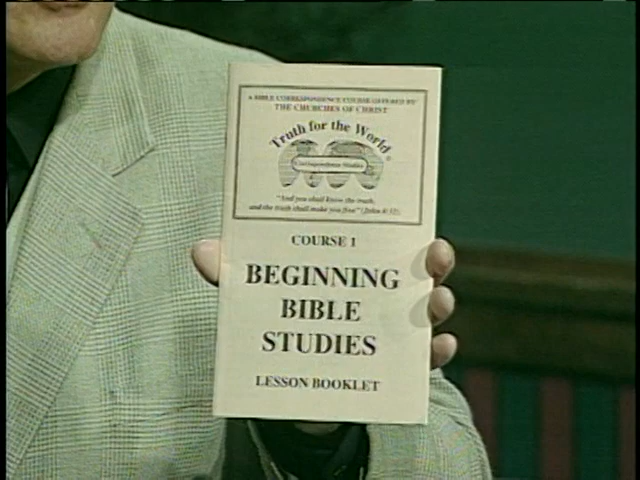 A BIBLE CORRESPONDENCE COURSE OFFERED BY
THE CHURCHES OF CHRIST
Truth for the World
Correspondence Studies
"And you shall know the truth,
and the truth shall make you free" (John 8:32).
COURSE 1
BEGINNING
BIBLE
STUDIES
LESSON BOOKLET